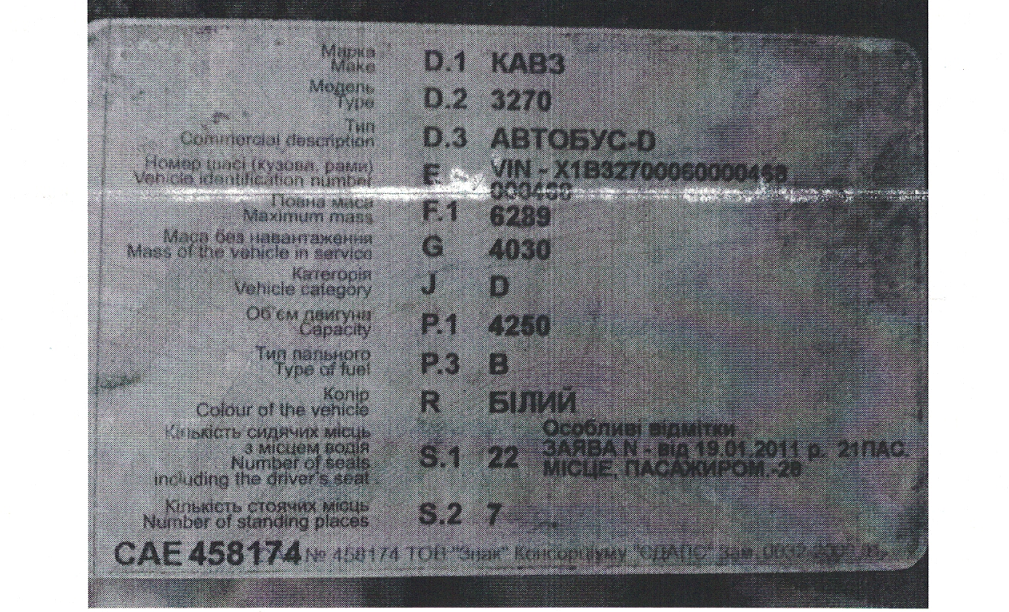 Марка
Make D.1 КАВЗ
Модель
Type D.2 3270
Тип
Commercial description D.3 АВТОБУС-D
Номер шасі (кузова, рами) VIN - X1B32700060000468
Vehicle identification number E
000468
Повна маса
Maximum mass F.1 6289
Маса без навантаження
Mass of the vehicle in service G 4030
Категорія
Vehicle category J D
Об'єм двигуна
Capacity P.1 4250
Тип пального
Type of fuel P.3 B
Колір
Colour of the vehicle R БІЛИЙ
Кількість сидячих місць
з місцем водія
Number of seats
including the driver's seat S.1 22
Особливі відмітки
ЗАЯВА N - від 19.01.2011 р. 21ПАС.
МІСЦЕ, ПАСАЖИРОМ.-28
Кількість стоячих місць
Number of standing places S.2 7
САЕ 458174 № 458174 ТОВ "Знак" Консорціуму "ЄДАПС" Зам.